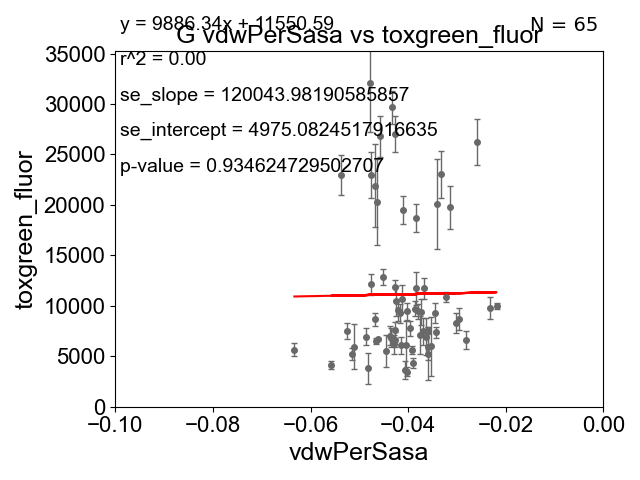 y = 9886.34x + 11550.59
N = 65
G vdwPerSasa vs toxgreen_fluor
r^2 = 0.00
se_slope = 120043.98190585857
se_intercept = 4975.0824517916635
p-value = 0.934624729502707
35000
30000
25000
20000
15000
10000
5000
0
toxgreen_fluor
−0.10
−0.08
−0.06
−0.04
−0.02
0.00
vdwPerSasa